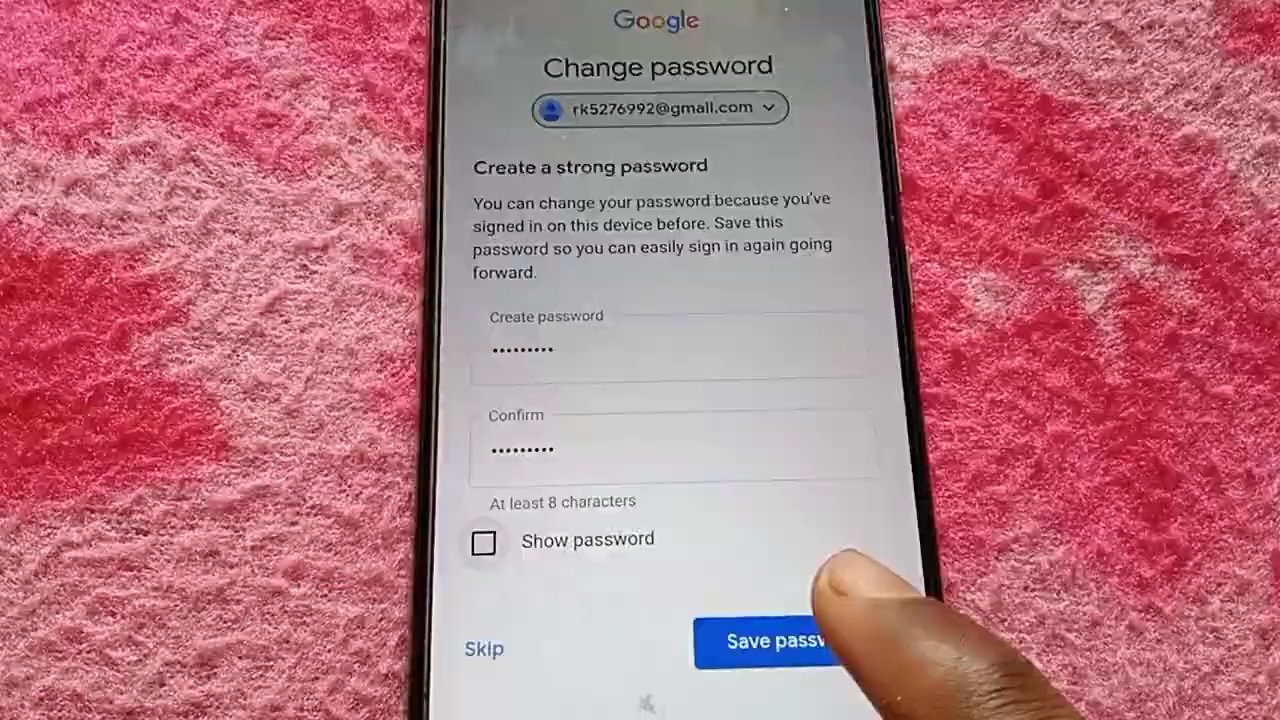 Google
Change password
rk5276992@gmail.com
Create a strong password
You can change your password because you've
signed in on this device before. Save this
password so you can easily sign in again going
forward.
Create password
•••••••••
Confirm
•••••••••
At least 8 characters
Show password
Skip
Save passw